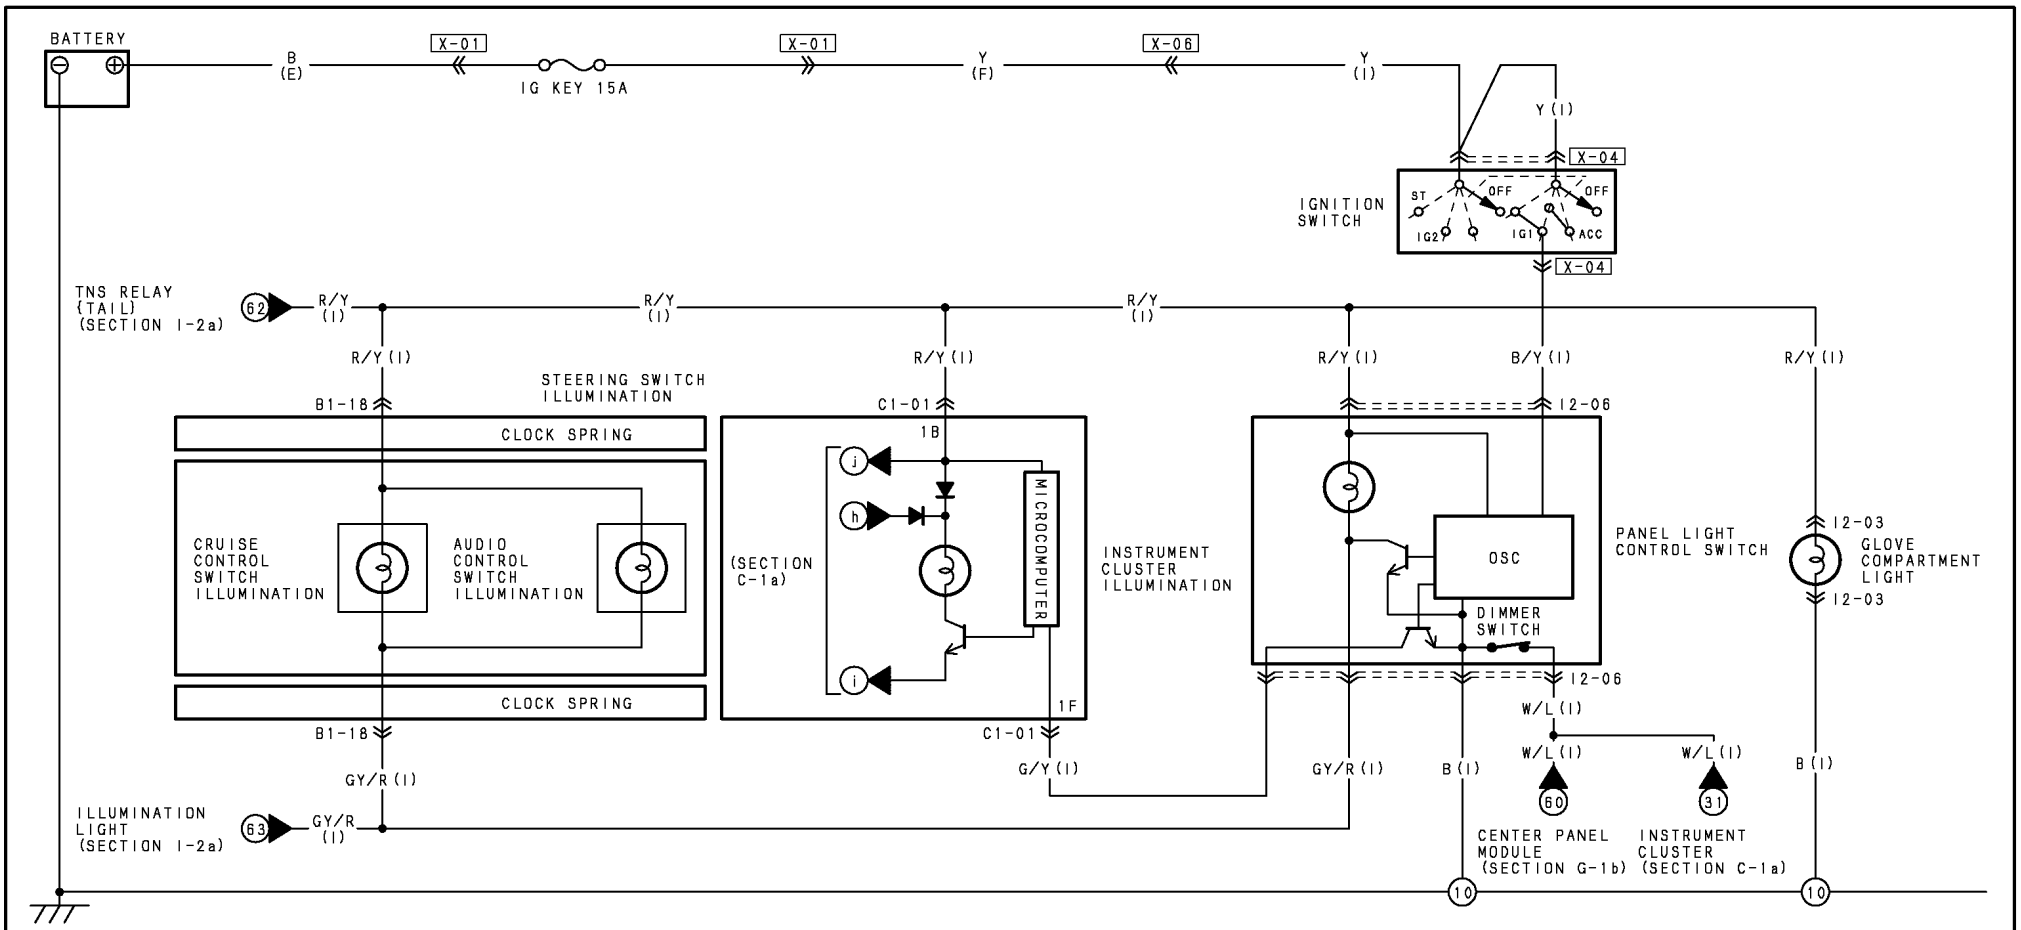 BATTERY
B
(E)
X-01
IG KEY 15A
X-01
Y
(F)
X-06
Y
(I)
Y(I)
X-04
IGNITION
SWITCH
ST
OFF
OFF
IG2
IG1
ACC
X-04
TNS RELAY
(TAIL)
(SECTION I-2a)
62
R/Y
(I)
R/Y
(I)
R/Y
(I)
R/Y(I)
R/Y(I)
R/Y(I)
B/Y(I)
R/Y(I)
STEERING SWITCH
ILLUMINATION
B1-18
C1-01
I2-06
CLOCK SPRING
1B
j
h
MICROCOMPUTER
(SECTION
C-1a)
INSTRUMENT
CLUSTER
ILLUMINATION
i
1F
CRUISE
CONTROL
SWITCH
ILLUMINATION
AUDIO
CONTROL
SWITCH
ILLUMINATION
OSC
PANEL LIGHT
CONTROL SWITCH
DIMMER
SWITCH
I2-03
GLOVE
COMPARTMENT
LIGHT
I2-03
CLOCK SPRING
B1-18
C1-01
I2-06
W/L(I)
W/L(I)
W/L(I)
GY/R(I)
G/Y(I)
GY/R(I)
B(I)
B(I)
60
31
ILLUMINATION
LIGHT
(SECTION I-2a)
63
GY/R
(I)
CENTER PANEL
MODULE
(SECTION G-1b)
INSTRUMENT
CLUSTER
(SECTION C-1a)
10
10